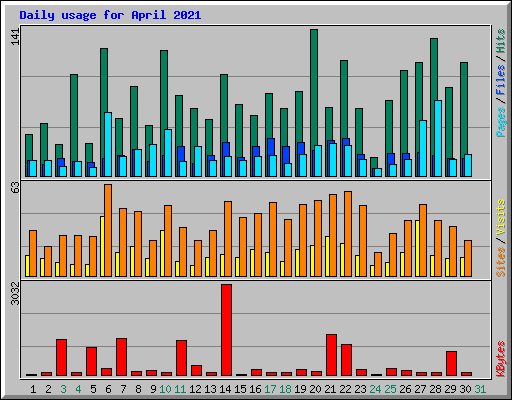 Daily usage for April 2021
141
Pages / Files / Hits
63
Sites / Visits
3032
KBytes
1 2 3 4 5 6 7 8 9 10 11 12 13 14 15 16 17 18 19 20 21 22 23 24 25 26 27 28 29 30 31